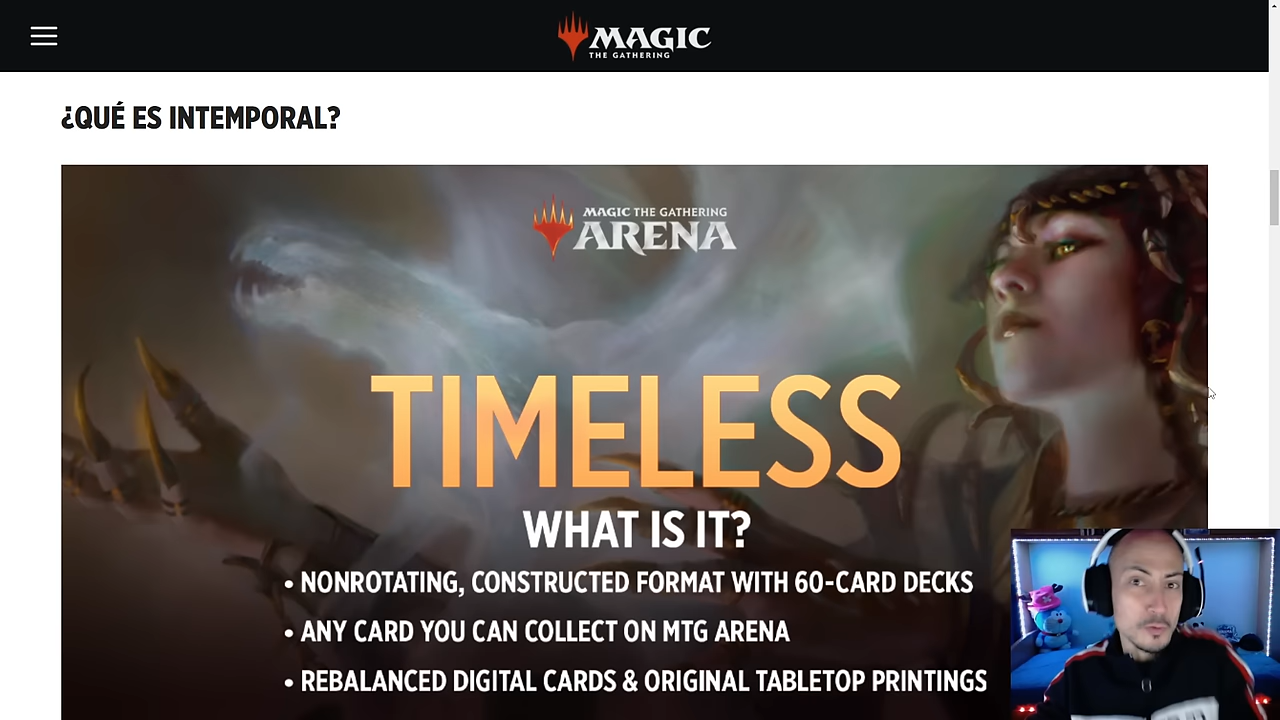 MAGIC
THE GATHERING
¿QUÉ ES INTEMPORAL?
MAGIC THE GATHERING
ARENA
TIMELESS
WHAT IS IT?
• NONROTATING, CONSTRUCTED FORMAT WITH 60-CARD DECKS
• ANY CARD YOU CAN COLLECT ON MTG ARENA
• REBALANCED DIGITAL CARDS & ORIGINAL TABLETOP PRINTINGS